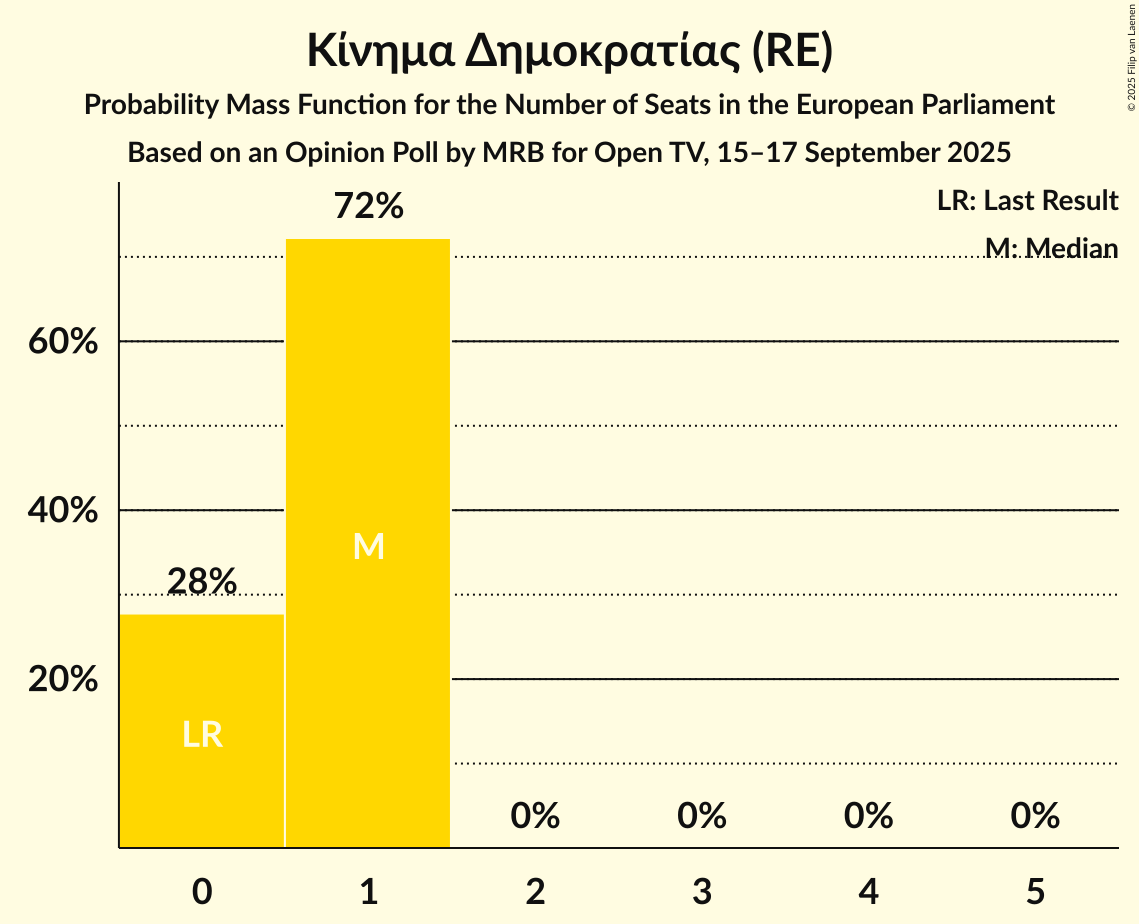 Κίνημα Δημοκρατίας (RE)
Probability Mass Function for the Number of Seats in the European Parliament
Based on an Opinion Poll by MRB for Open TV, 15–17 September 2025
© 2025 Filip van Laenen
LR: Last Result
M: Median
72%
60%
40%
28%
20%
M
LR
0%
0%
0%
0%
0
1
2
3
4
5